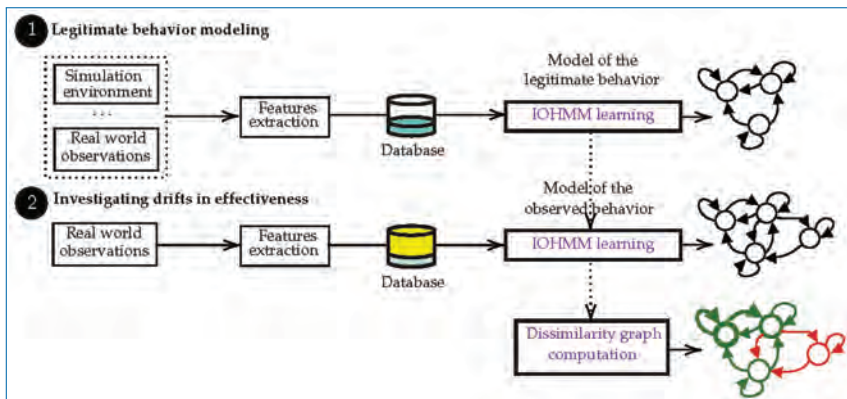 1 Legitimate behavior modeling
Simulation
environment
...
Real world
observations
Features
extraction
Database
Model of the
legitimate behavior
IOHMM learning
2 Investigating drifts in effectiveness
Real world
observations
Features
extraction
Database
Model of the
observed behavior
IOHMM learning
Dissimilarity graph
computation